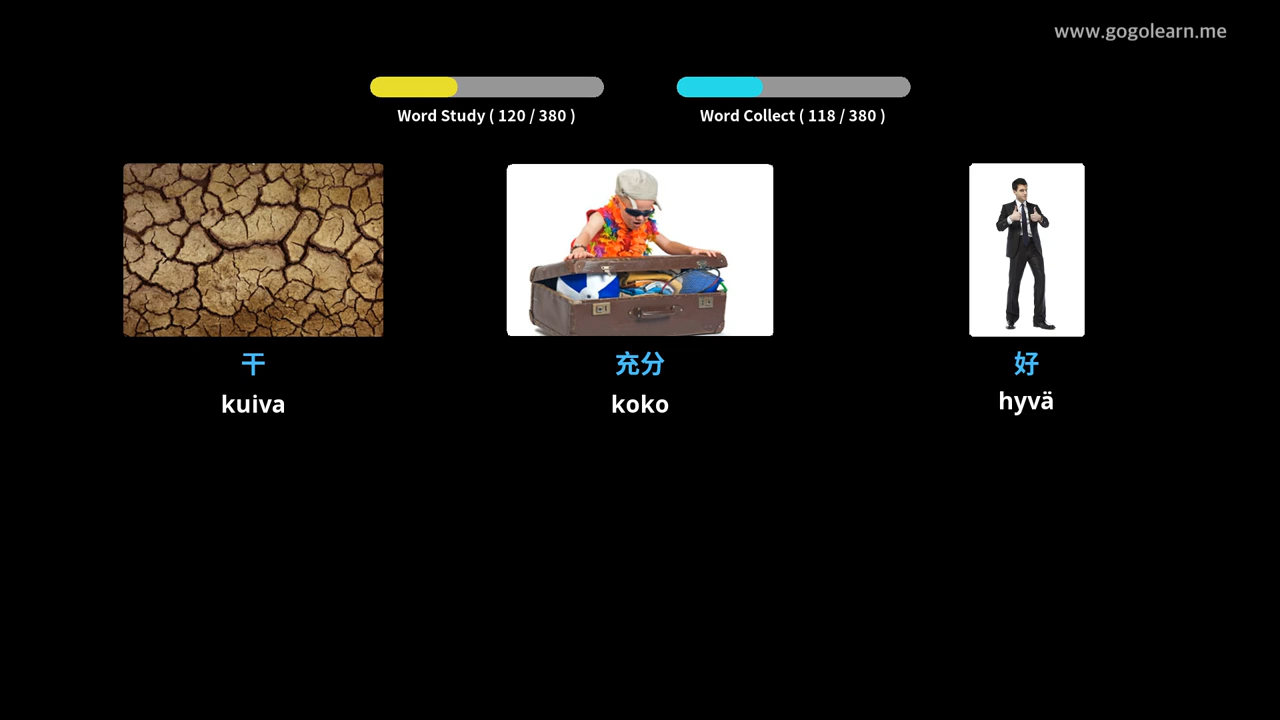 www.gogolearn.me
Word Study ( 120 / 380 )
Word Collect ( 118 / 380 )
干
充分
好
kuiva
koko
hyvä